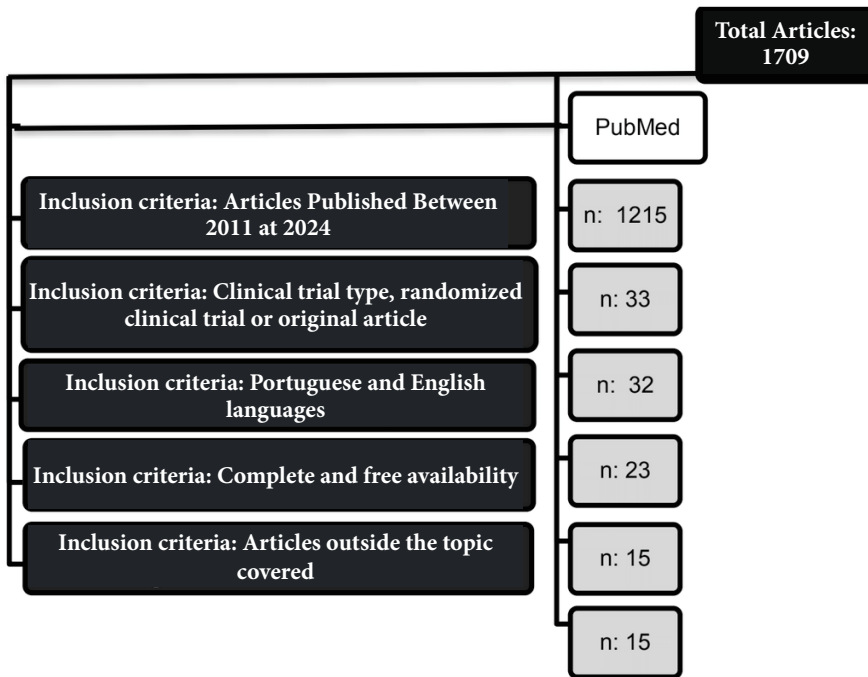 Total Articles:
1709
PubMed
Inclusion criteria: Articles Published Between
2011 at 2024
n: 1215
Inclusion criteria: Clinical trial type, randomized
clinical trial or original article
n: 33
Inclusion criteria: Portuguese and English
languages
n: 32
Inclusion criteria: Complete and free availability
n: 23
Inclusion criteria: Articles outside the topic
covered
n: 15
n: 15